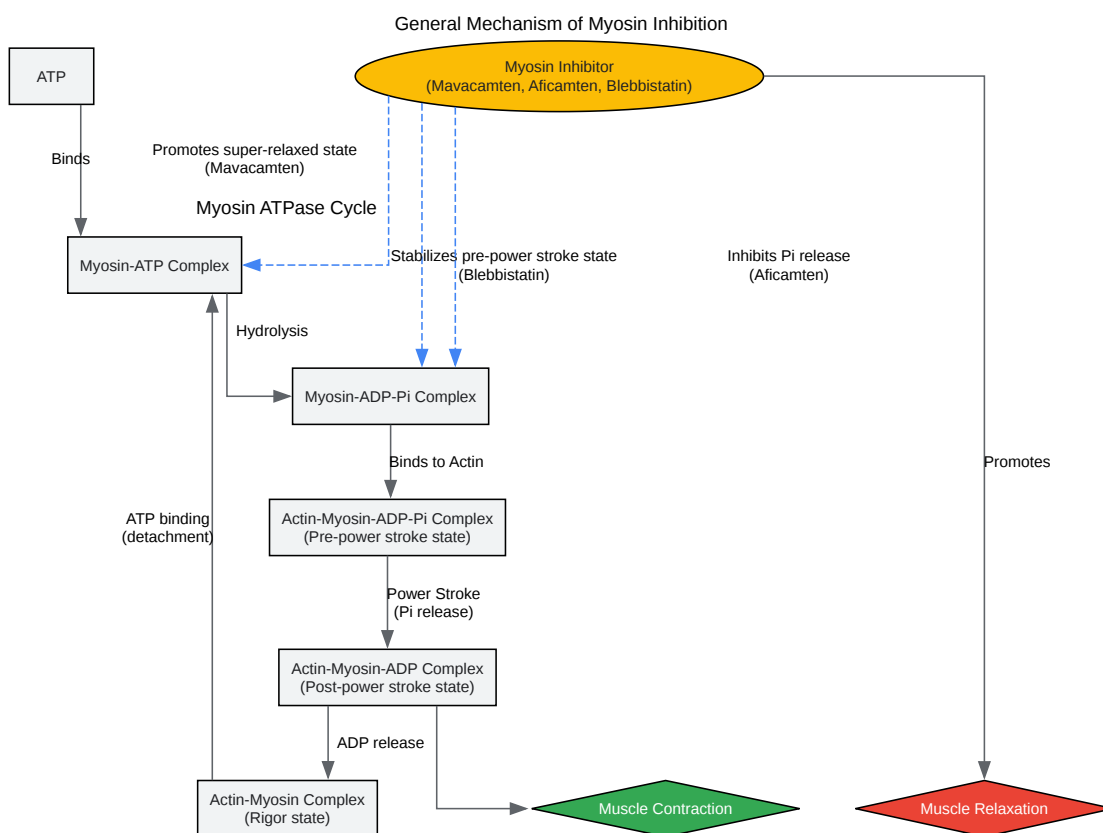 General Mechanism of Myosin Inhibition
ATP
Myosin Inhibitor
(Mavacamten, Aficamten, Blebbistatin)
Binds
Promotes super-relaxed state
(Mavacamten)
Myosin ATPase Cycle
Myosin-ATP Complex
Stabilizes pre-power stroke state
(Blebbistatin)
Inhibits Pi release
(Aficamten)
Hydrolysis
Myosin-ADP-Pi Complex
Binds to Actin
Promotes
ATP binding
(detachment)
Actin-Myosin-ADP-Pi Complex
(Pre-power stroke state)
Power Stroke
(Pi release)
Actin-Myosin-ADP Complex
(Post-power stroke state)
ADP release
Actin-Myosin Complex
(Rigor state)
Muscle Contraction
Muscle Relaxation